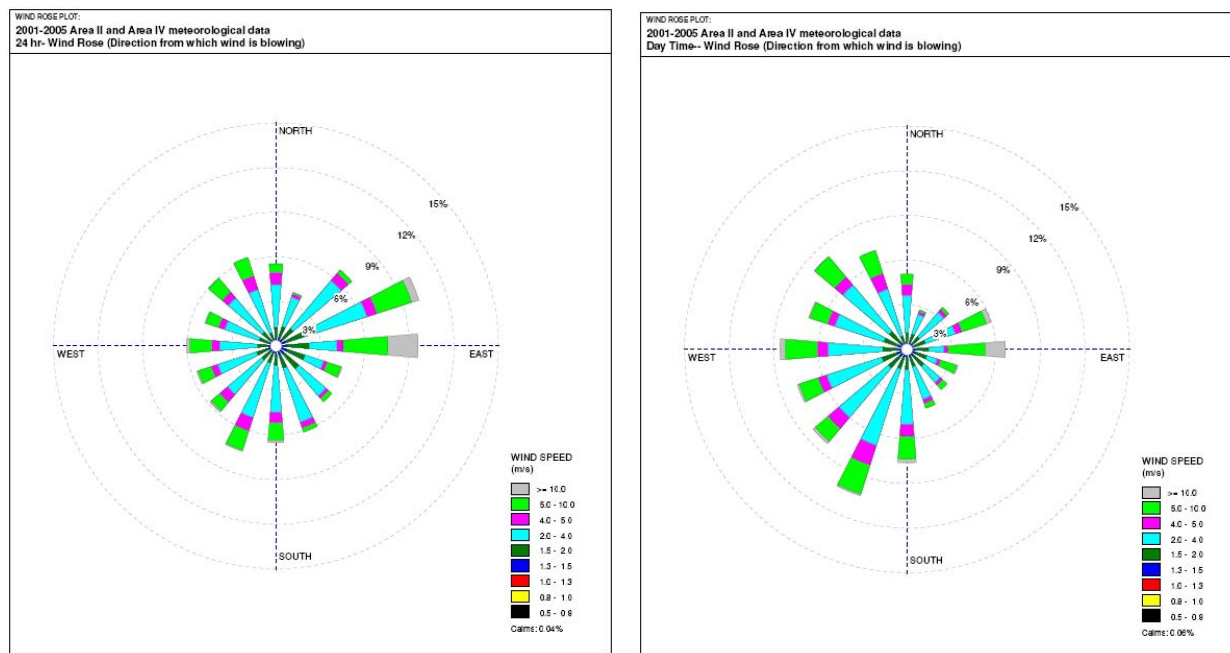 WIND ROSE PLOT:
2001-2005 Area II and Area IV meteorological data
24 hr- Wind Rose (Direction from which wind is blowing)
NORTH
15%
12%
9%
6%
3%
WEST
EAST
SOUTH
WIND SPEED
(m/s)
>= 10.0
5.0 - 10.0
4.0 - 5.0
2.0 - 4.0
1.5 - 2.0
1.3 - 1.5
1.0 - 1.3
0.8 - 1.0
0.5 - 0.8
Calms: 0.04%
WIND ROSE PLOT:
2001-2005 Area II and Area IV meteorological data
Day Time-- Wind Rose (Direction from which wind is blowing)
NORTH
15%
12%
9%
6%
3%
WEST
EAST
SOUTH
WIND SPEED
(m/s)
>= 10.0
5.0 - 10.0
4.0 - 5.0
2.0 - 4.0
1.5 - 2.0
1.3 - 1.5
1.0 - 1.3
0.8 - 1.0
0.5 - 0.8
Calms: 0.06%